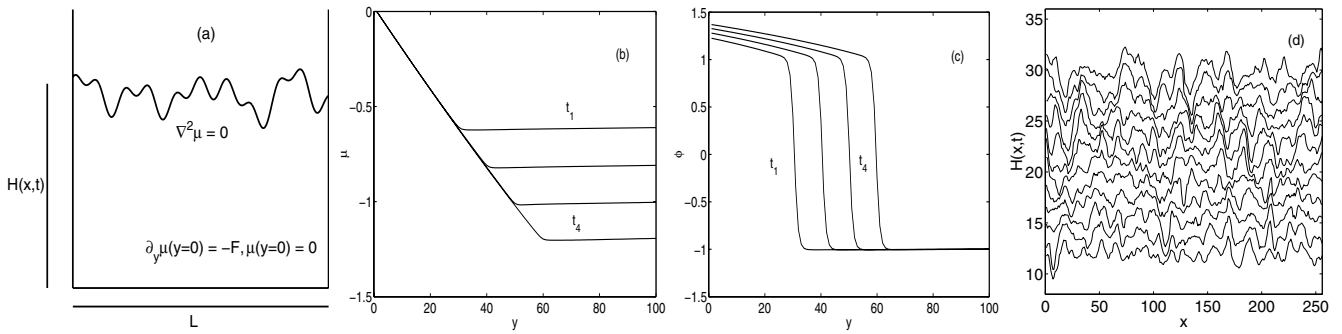 (a)
∇²μ = 0
H(x,t)
∂yμ(y=0) = −F, μ(y=0) = 0
L
0
−0.5
−1
−1.5
μ
0 20 40 60 80 100
y
(b)
t1
t4
1.5
1
0.5
0
−0.5
−1
−1.5
φ
0 20 40 60 80 100
y
(c)
t1
t4
35
30
25
20
15
10
H(x,t)
0 50 100 150 200 250
x
(d)